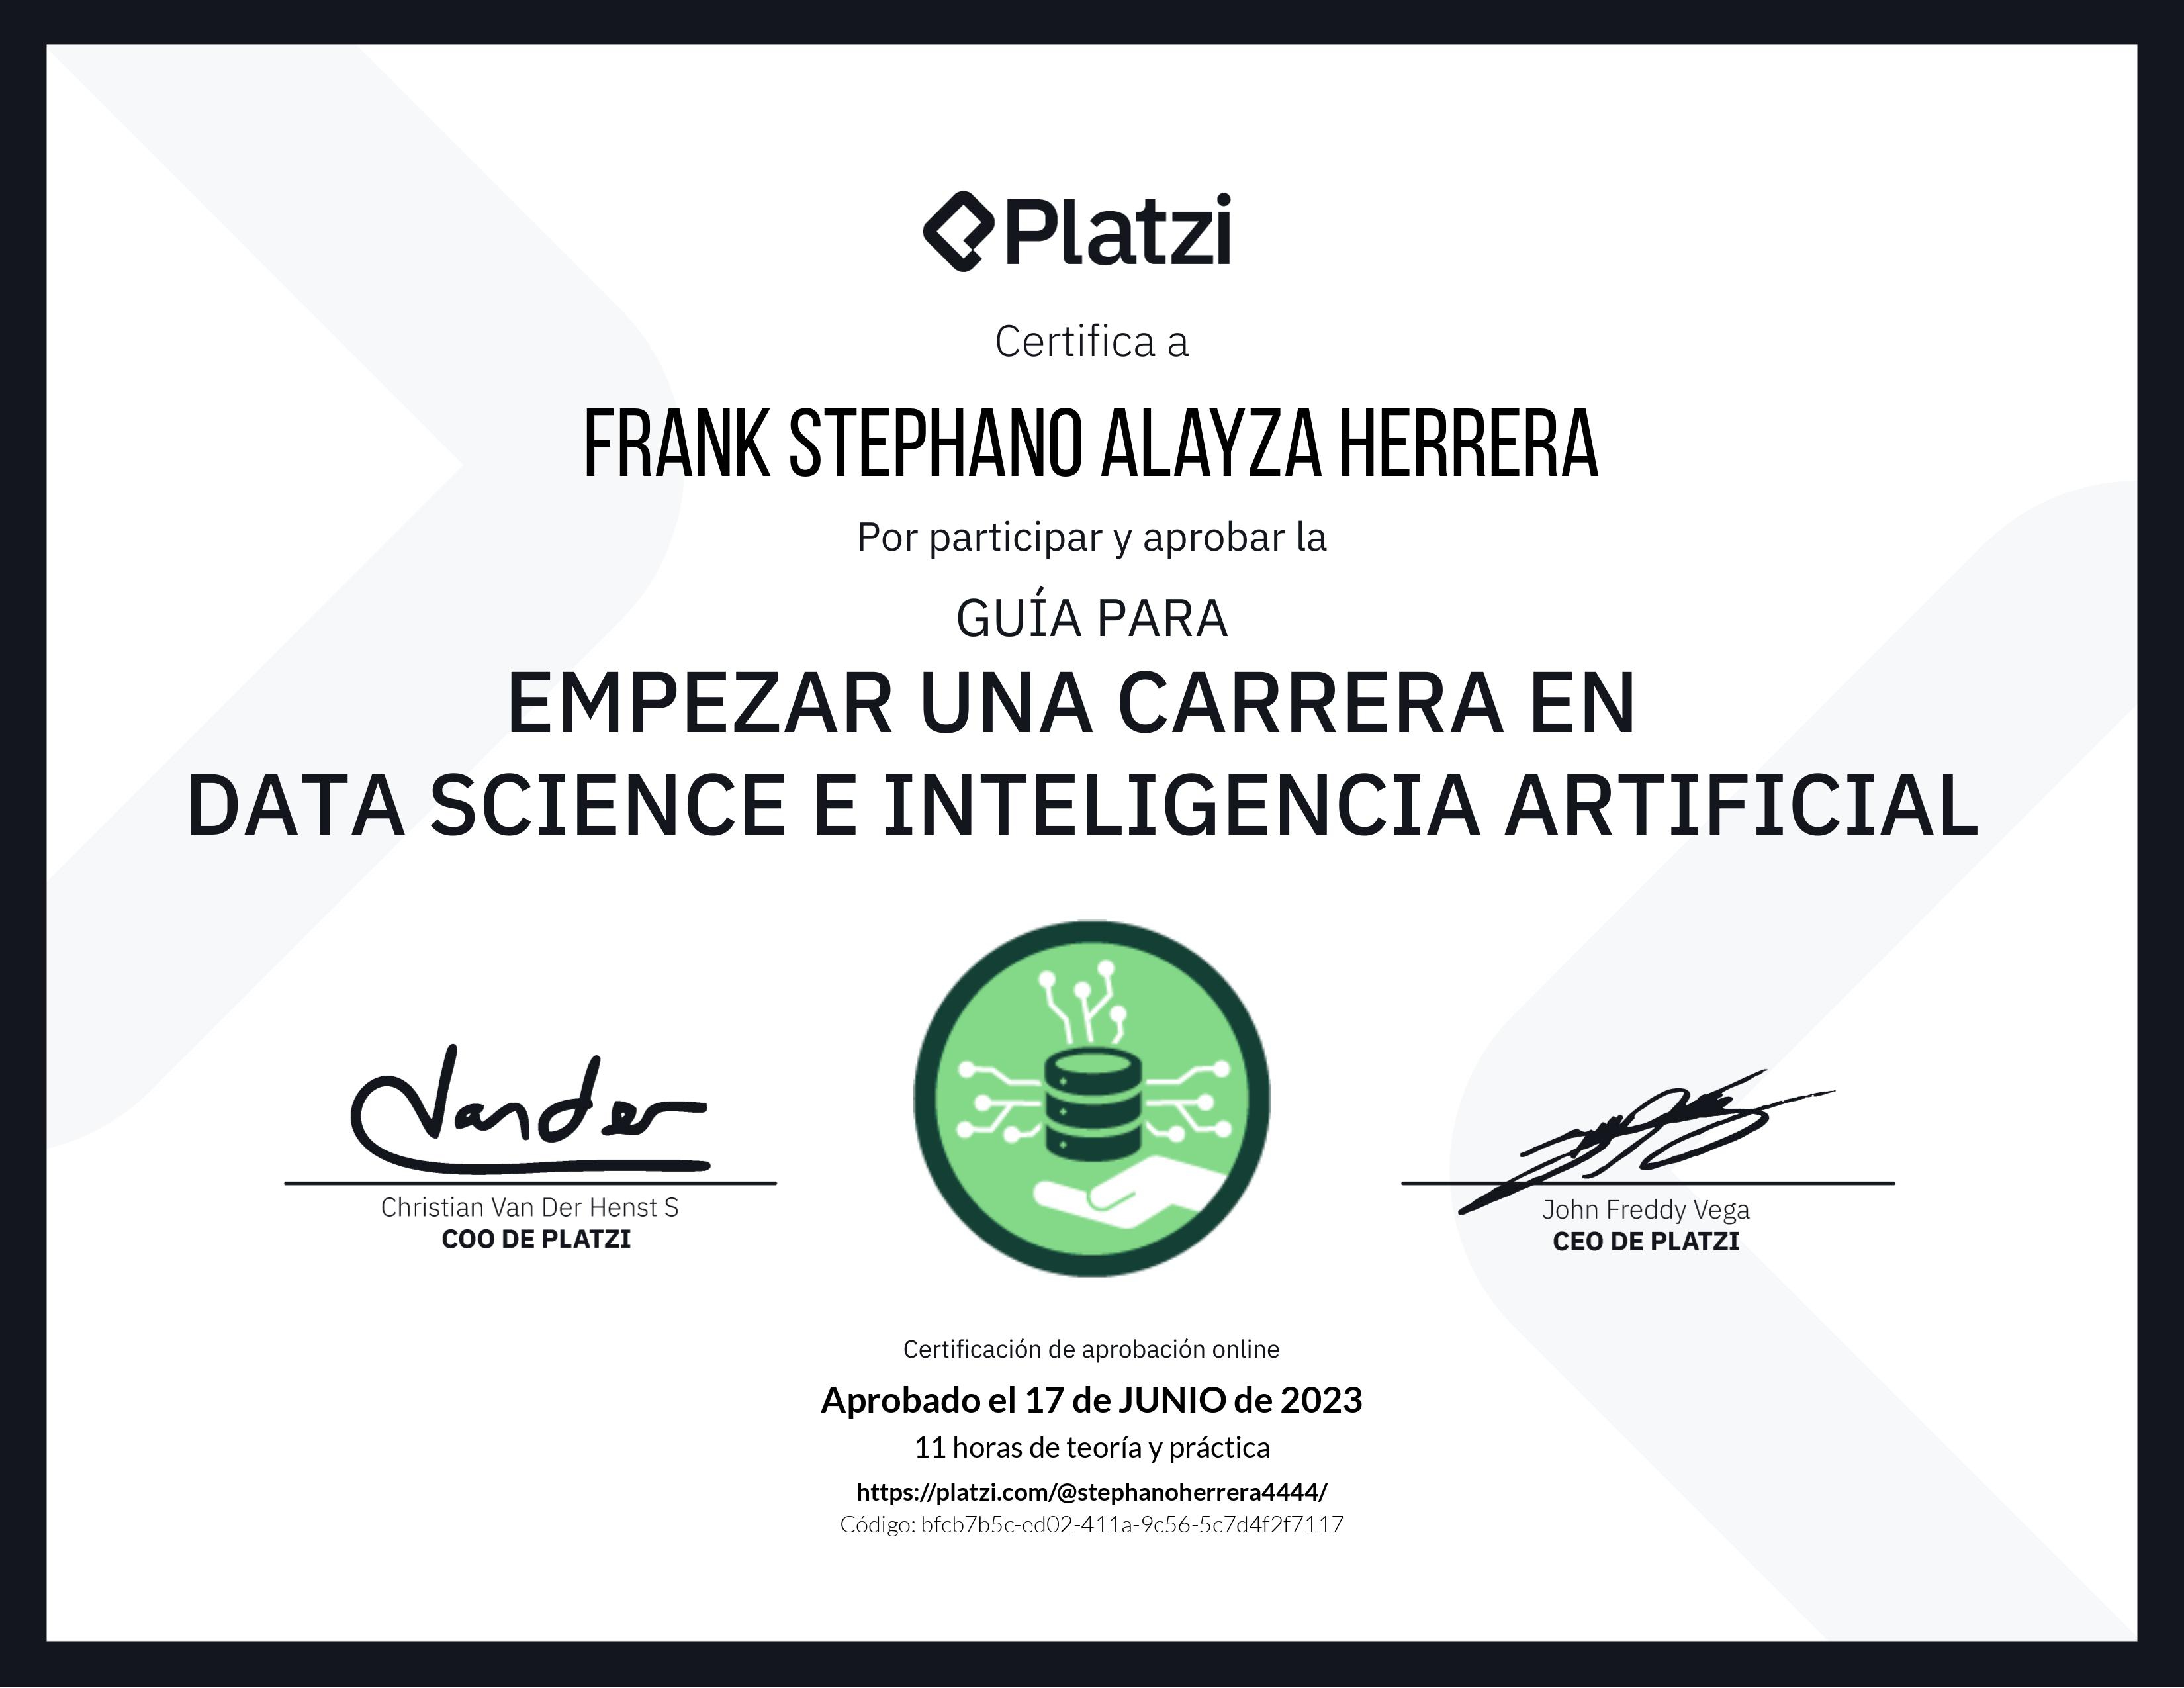 Platzi
Certifica a
FRANK STEPHANO ALAYZA HERRERA
Por participar y aprobar la
GUÍA PARA
EMPEZAR UNA CARRERA EN
DATA SCIENCE E INTELIGENCIA ARTIFICIAL
Vander
Christian Van Der Henst S
COO DE PLATZI
John Freddy Vega
CEO DE PLATZI
Certificación de aprobación online
Aprobado el 17 de JUNIO de 2023
11 horas de teoría y práctica
https://platzi.com/@stephanoherrera4444/
Código: bfcb7b5c-ed02-411a-9c56-5c7d4f2f7117